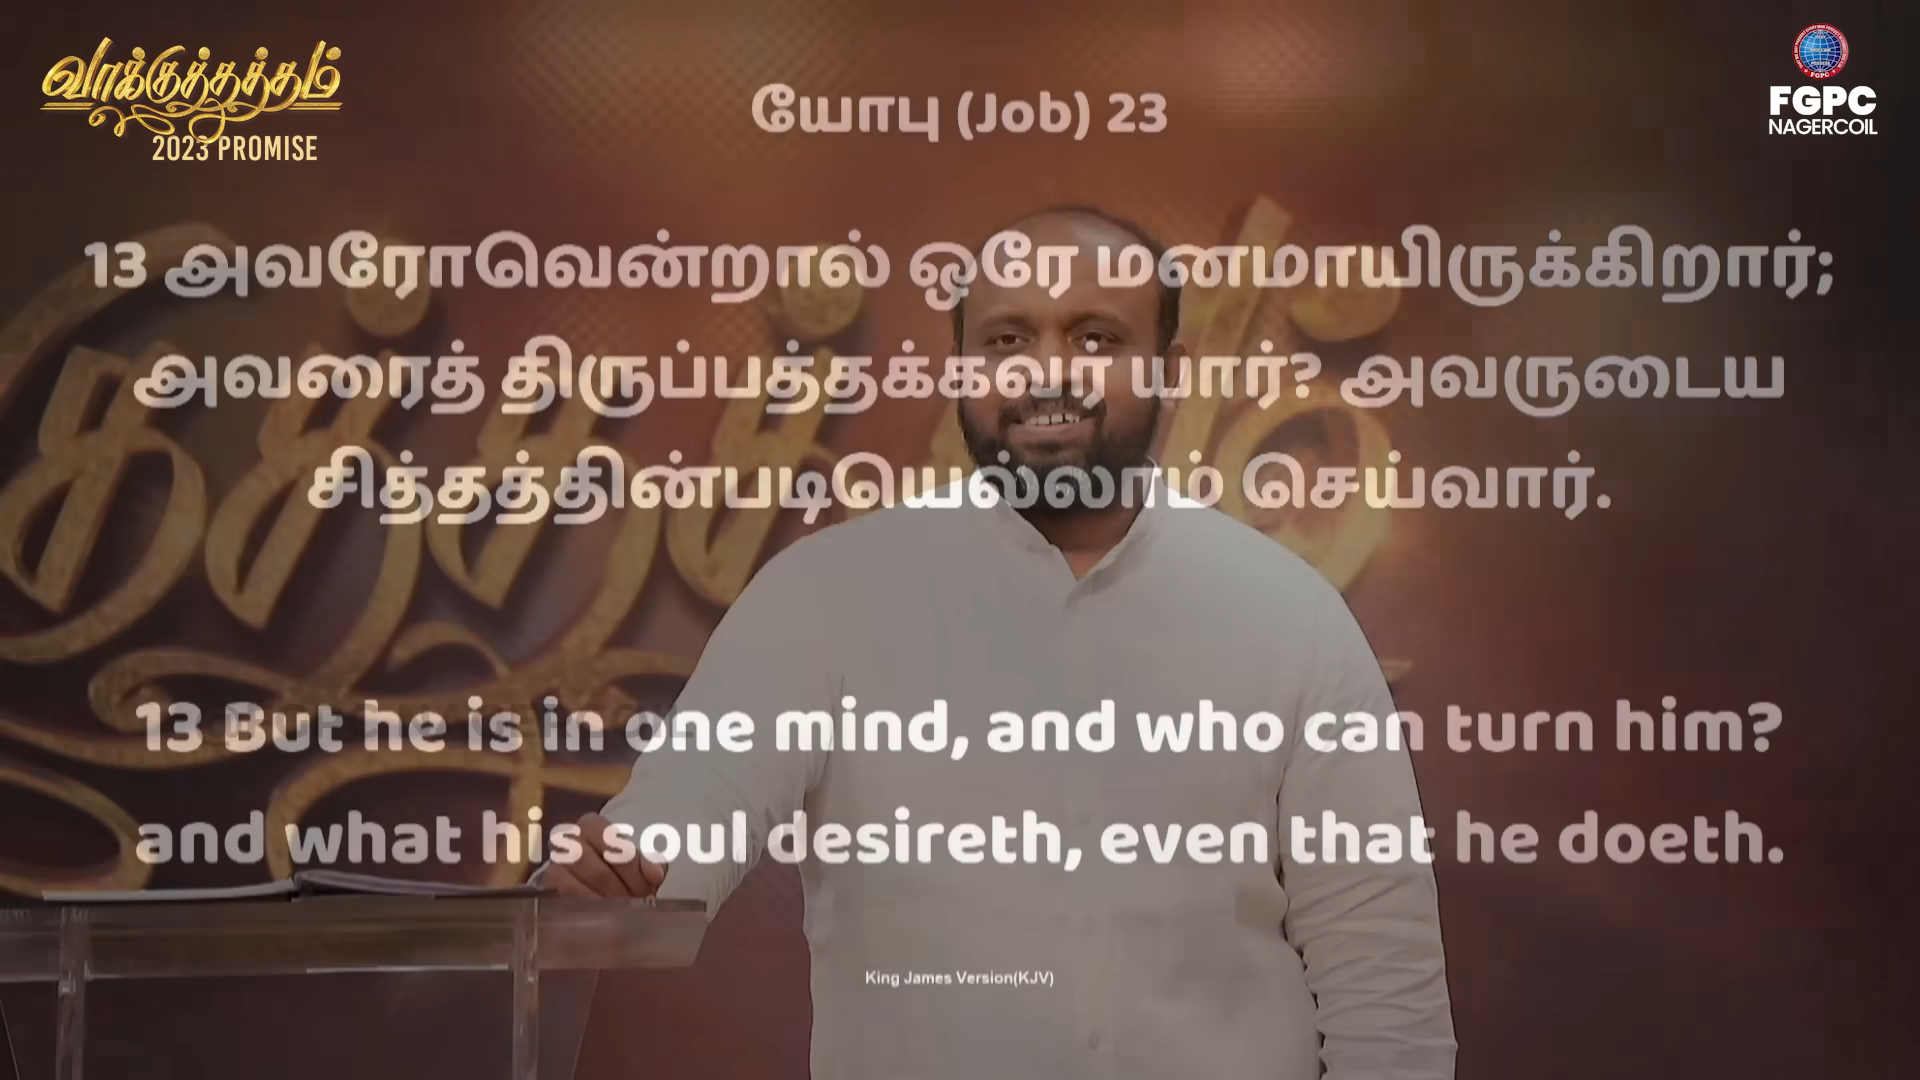 வாக்குத்தத்தம்
2023 PROMISE
FGPC
NAGERCOIL
யோபு (Job) 23
13 அவரோவென்றால் ஒரே மனமாயிருக்கிறார்;
அவரைத் திருப்பத்தக்கவர் யார்? அவருடைய
சித்தத்தின்படியெல்லாம் செய்வார்.
13 But he is in one mind, and who can turn him?
and what his soul desireth, even that he doeth.
King James Version(KJV)